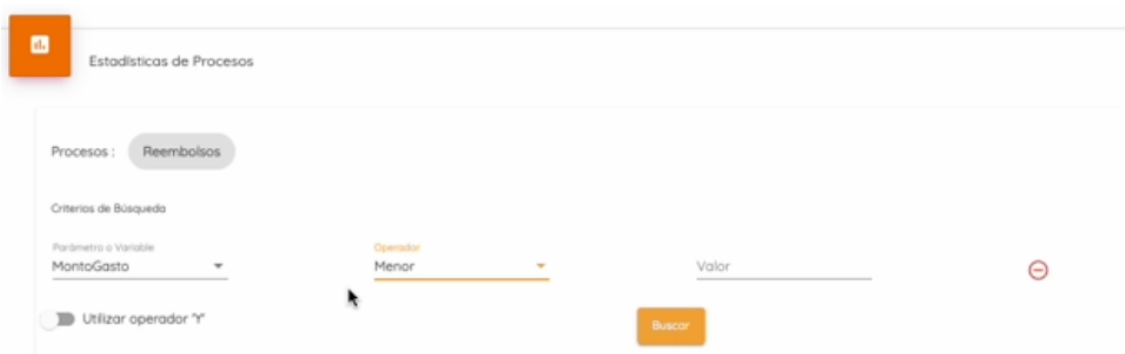 Estadísticas de Procesos
Procesos : Reembolsos
Criterios de Búsqueda
Parámetro o Variable Operador
MontoGasto Menor Valor
Utilizar operador 'Y'
Buscar